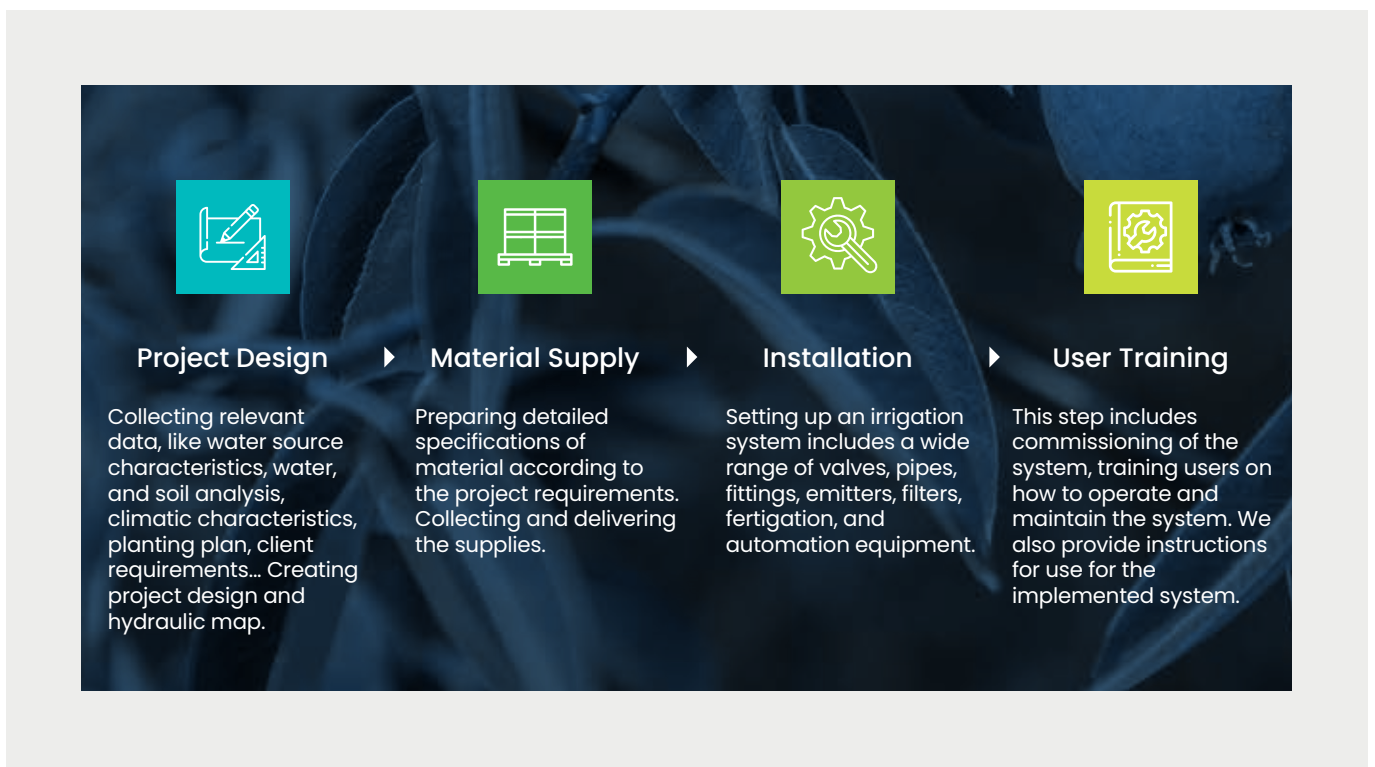 Project Design
Collecting relevant
data, like water source
characteristics, water,
and soil analysis,
climatic characteristics,
planting plan, client
requirements... Creating
project design and
hydraulic map.
Material Supply
Preparing detailed
specifications of
material according to
the project requirements.
Collecting and delivering
the supplies.
Installation
Setting up an irrigation
system includes a wide
range of valves, pipes,
fittings, emitters, filters,
fertigation, and
automation equipment.
User Training
This step includes
commissioning of the
system, training users on
how to operate and
maintain the system. We
also provide instructions
for use for the
implemented system.